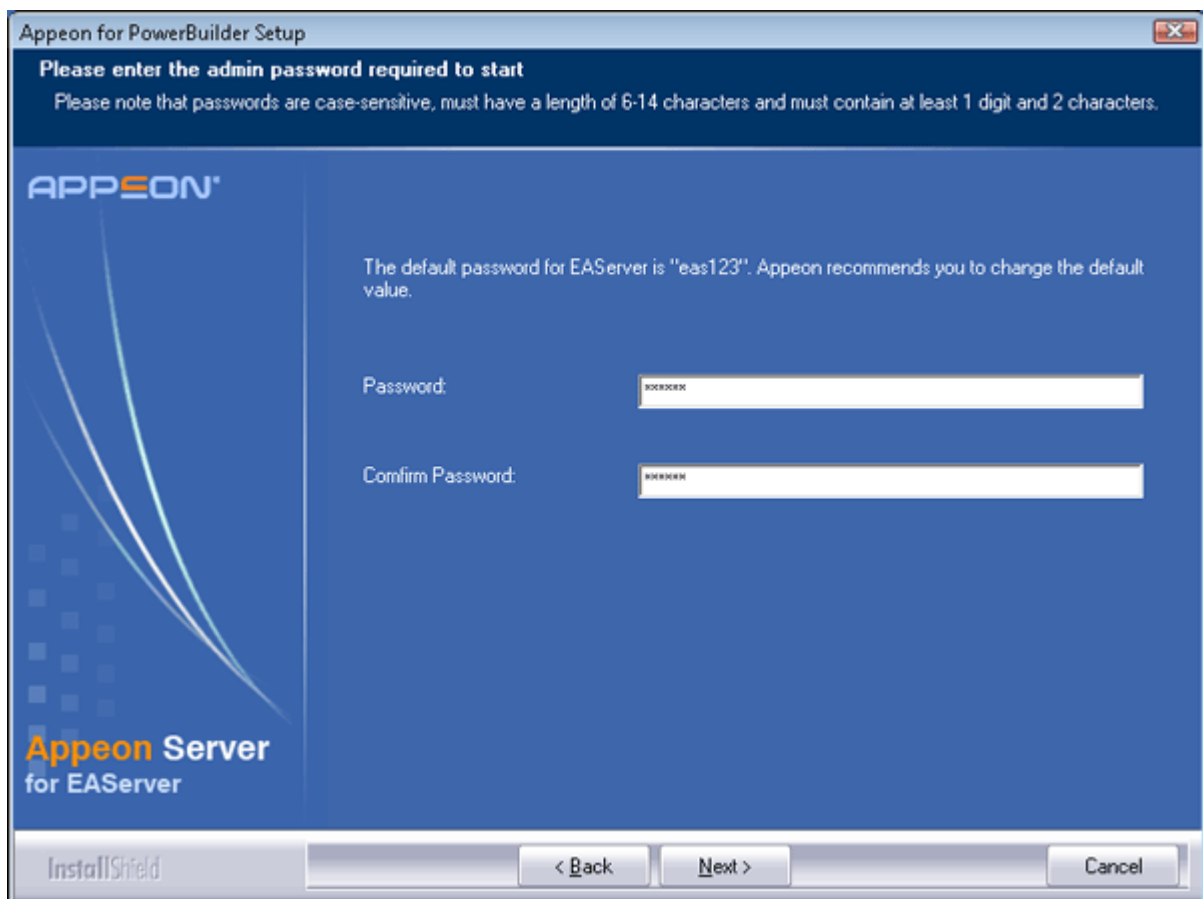 Appeon for PowerBuilder Setup
Please enter the admin password required to start
Please note that passwords are case-sensitive, must have a length of 6-14 characters and must contain at least 1 digit and 2 characters.
APPEON
The default password for EAServer is "eas123". Appeon recommends you to change the default
value.
Password:
××××××
Comfirm Password:
××××××
Appeon Server
for EAServer
InstallShield
< Back
Next >
Cancel